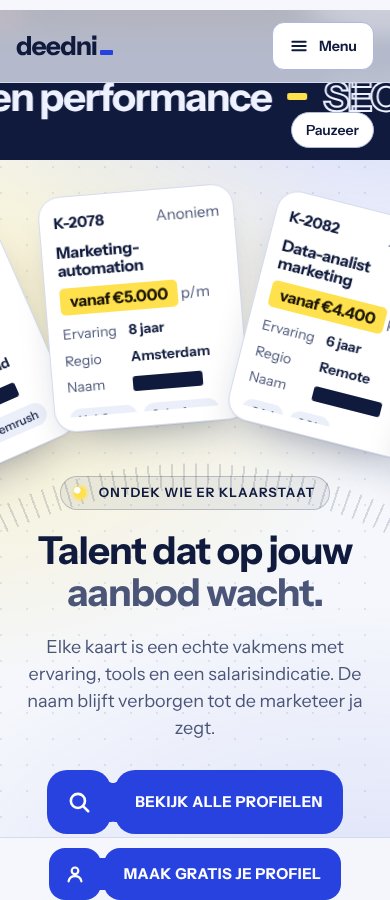 deedni
Menu
en performance
SEO
Pauzeer
K-2078 Anoniem
Marketing-
automation
vanaf €5.000 p/m
Ervaring 8 jaar
Regio Amsterdam
Naam
K-2082
Data-analist
marketing
vanaf €4.400
Ervaring 6 jaar
Regio Remote
Naam
emrush
ONTDEK WIE ER KLAARSTAAT
Talent dat op jouw
aanbod wacht.
Elke kaart is een echte vakmens met
ervaring, tools en een salarisindicatie. De
naam blijft verborgen tot de marketeer ja
zegt.
BEKIJK ALLE PROFIELEN
MAAK GRATIS JE PROFIEL